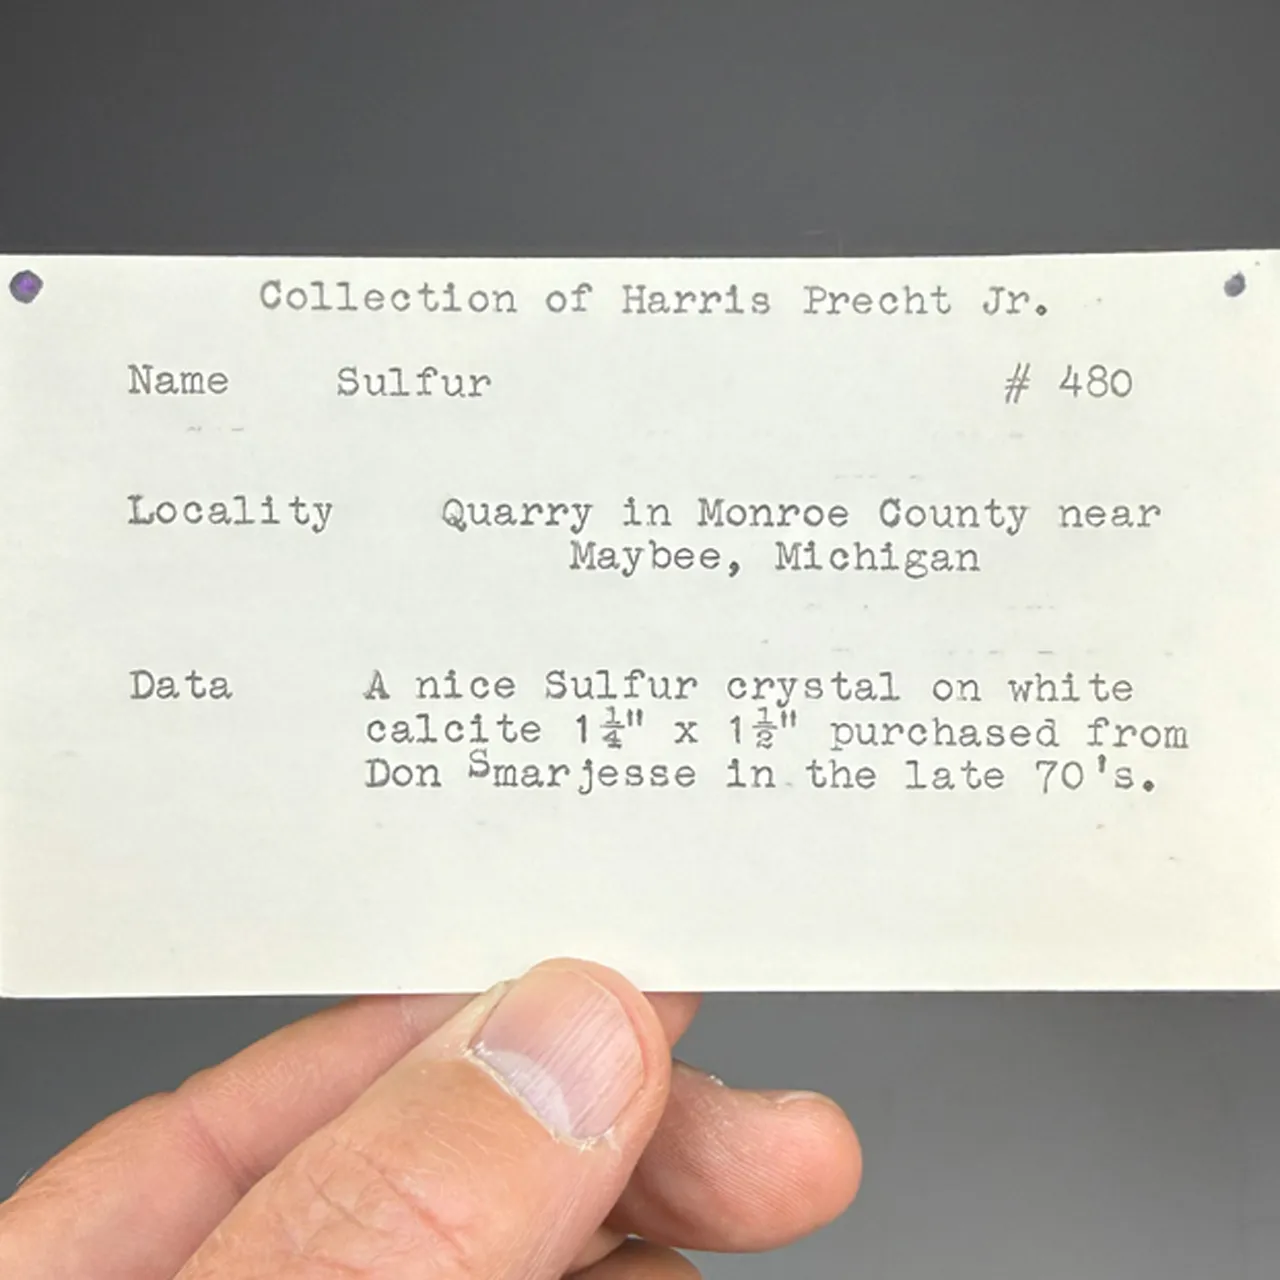 Collection of Harris Precht Jr.
Name Sulfur # 480
Locality Quarry in Monroe County near
Maybee, Michigan
Data A nice Sulfur crystal on white
calcite 1¼" x 1½" purchased from
Don Smarjesse in the late 70's.